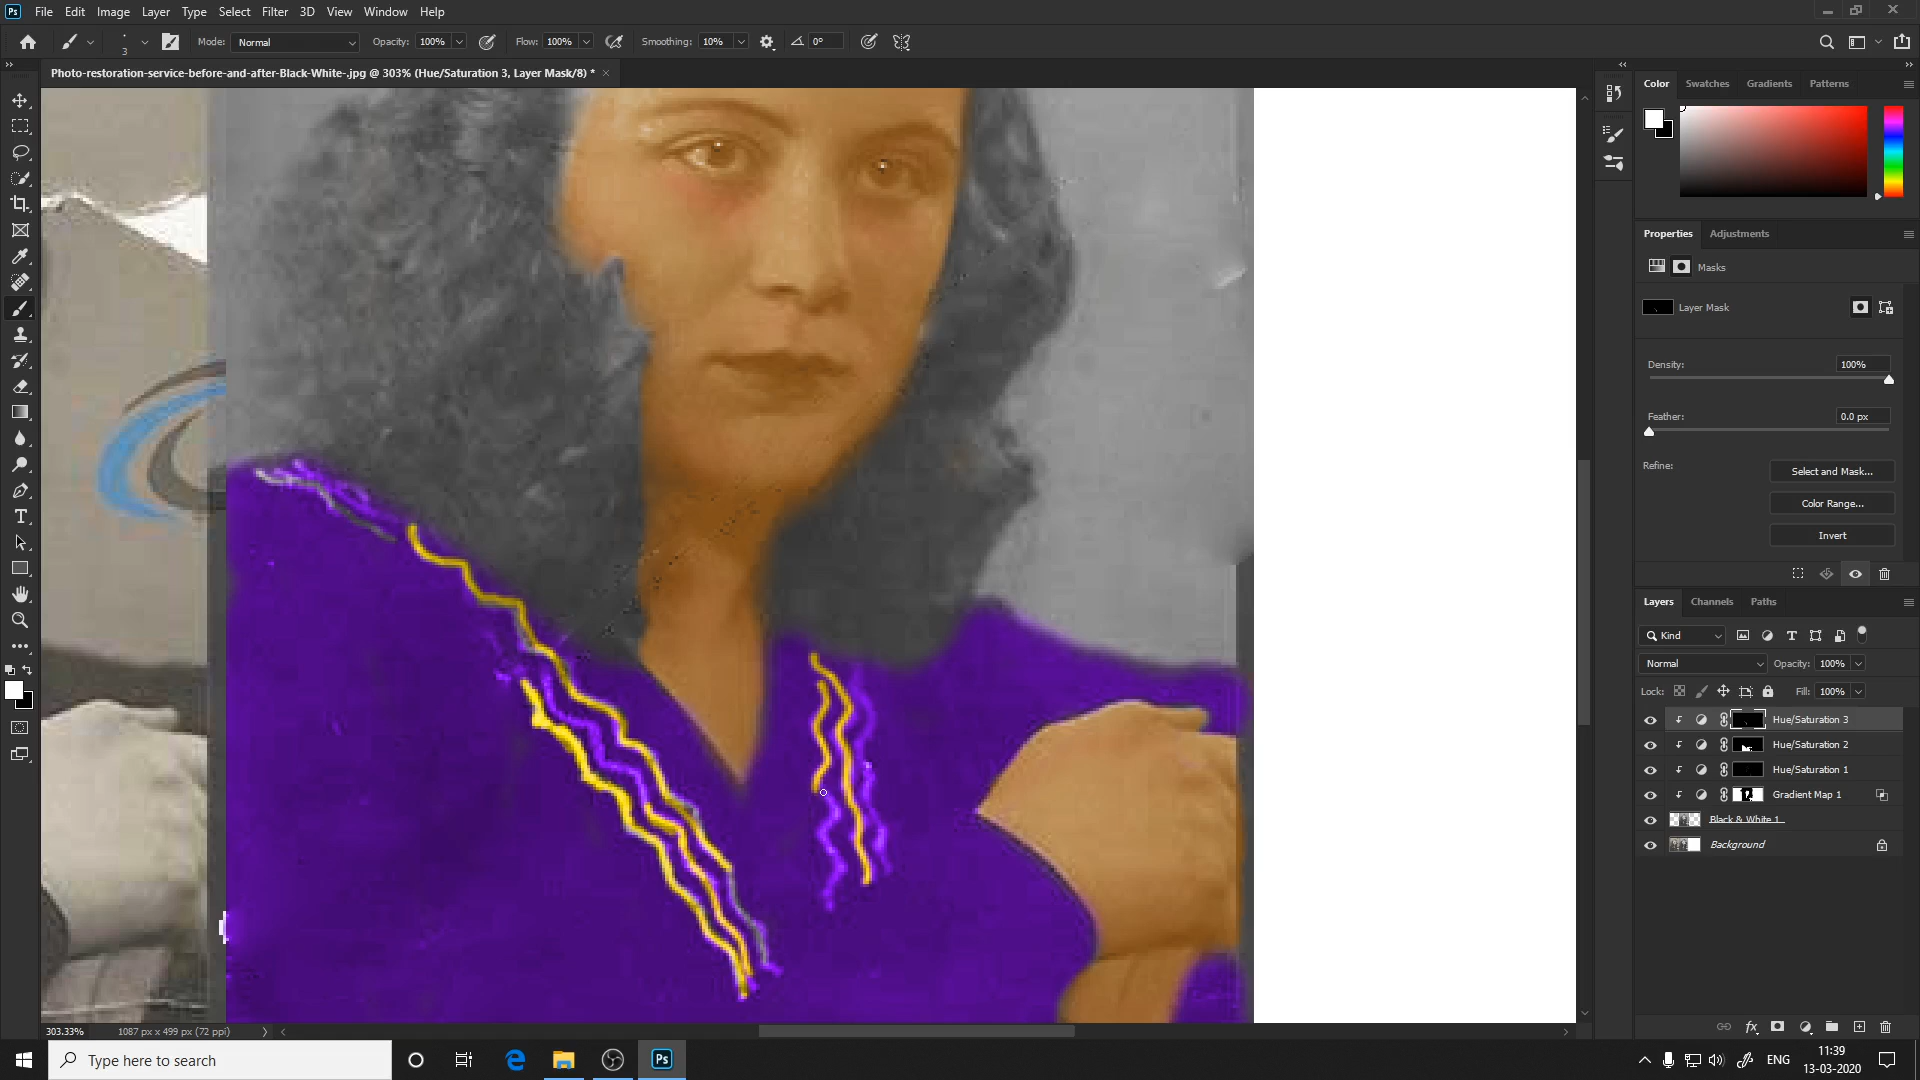 Ps File Edit Image Layer Type Select Filter 3D View Window Help
3 Mode: Normal Opacity: 100% Flow: 100% Smoothing: 10% 0°
Photo-restoration-service-before-and-after-Black-White-.jpg @ 303% (Hue/Saturation 3, Layer Mask/8) *
Color Swatches Gradients Patterns
Properties Adjustments
Masks
Layer Mask
Density: 100%
Feather: 0.0 px
Refine: Select and Mask...
Color Range...
Invert
Layers Channels Paths
Kind
Normal Opacity: 100%
Lock: Fill: 100%
Hue/Saturation 3
Hue/Saturation 2
Hue/Saturation 1
Gradient Map 1
Black & White 1
Background
303.33% 1087 px x 499 px (72 ppi)
Type here to search
Ps
ENG
11:39
13-03-2020